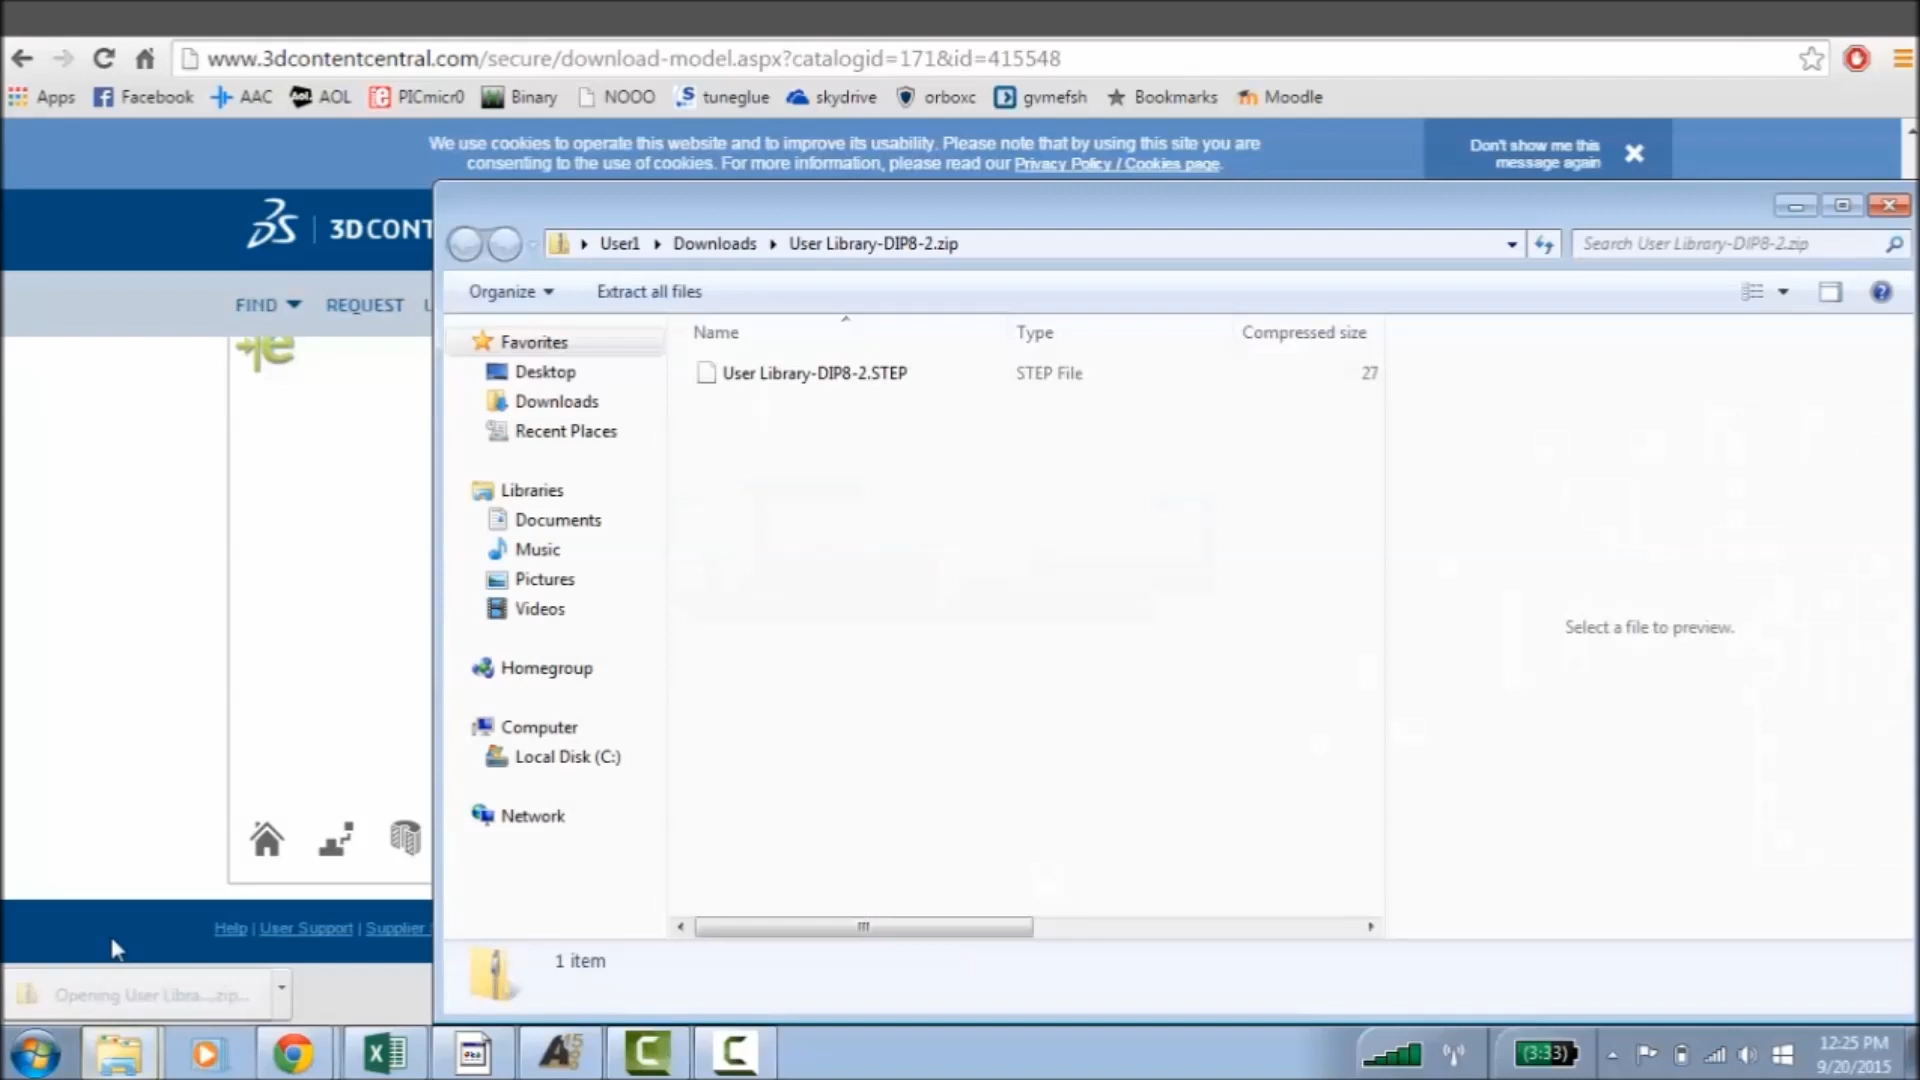 www.3dcontentcentral.com/secure/download-model.aspx?catalogid=171&id=415548
Apps Facebook AAC AOL PICmicr0 Binary NOOO tuneglue skydrive orboxc gvmefsh Bookmarks Moodle
We use cookies to operate this website and to improve its usability. Please note that by using this site you are
consenting to the use of cookies. For more information, please read our Privacy Policy / Cookies page.
Don't show me this
message again
3DCONT
User1 Downloads User Library-DIP8-2.zip
Search User Library-DIP8-2.zip
FIND REQUEST
Organize Extract all files
Name Type Compressed size
User Library-DIP8-2.STEP STEP File 27
Favorites
Desktop
Downloads
Recent Places
Libraries
Documents
Music
Pictures
Videos
Homegroup
Computer
Local Disk (C:)
Network
Select a file to preview.
Help | User Support | Supplier
1 item
Opening User Libra....zip...
(3:33)
12:25 PM
9/20/2015